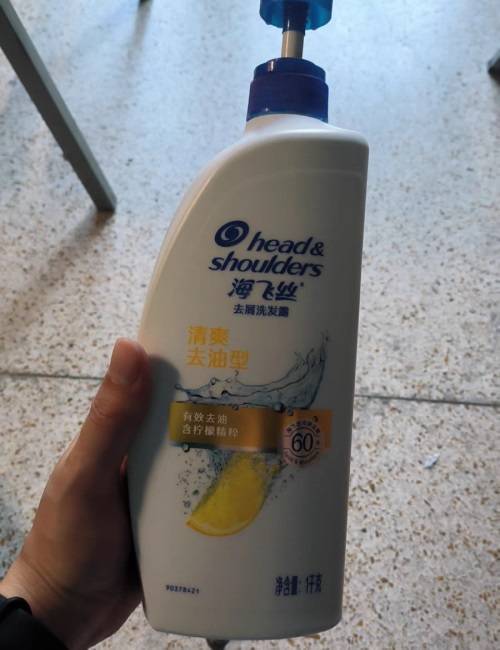 head &
shoulders
海飞丝®
去屑洗发露
清爽
去油型
有效去油
含柠檬精粹
60
90378421
净含量: 1千克